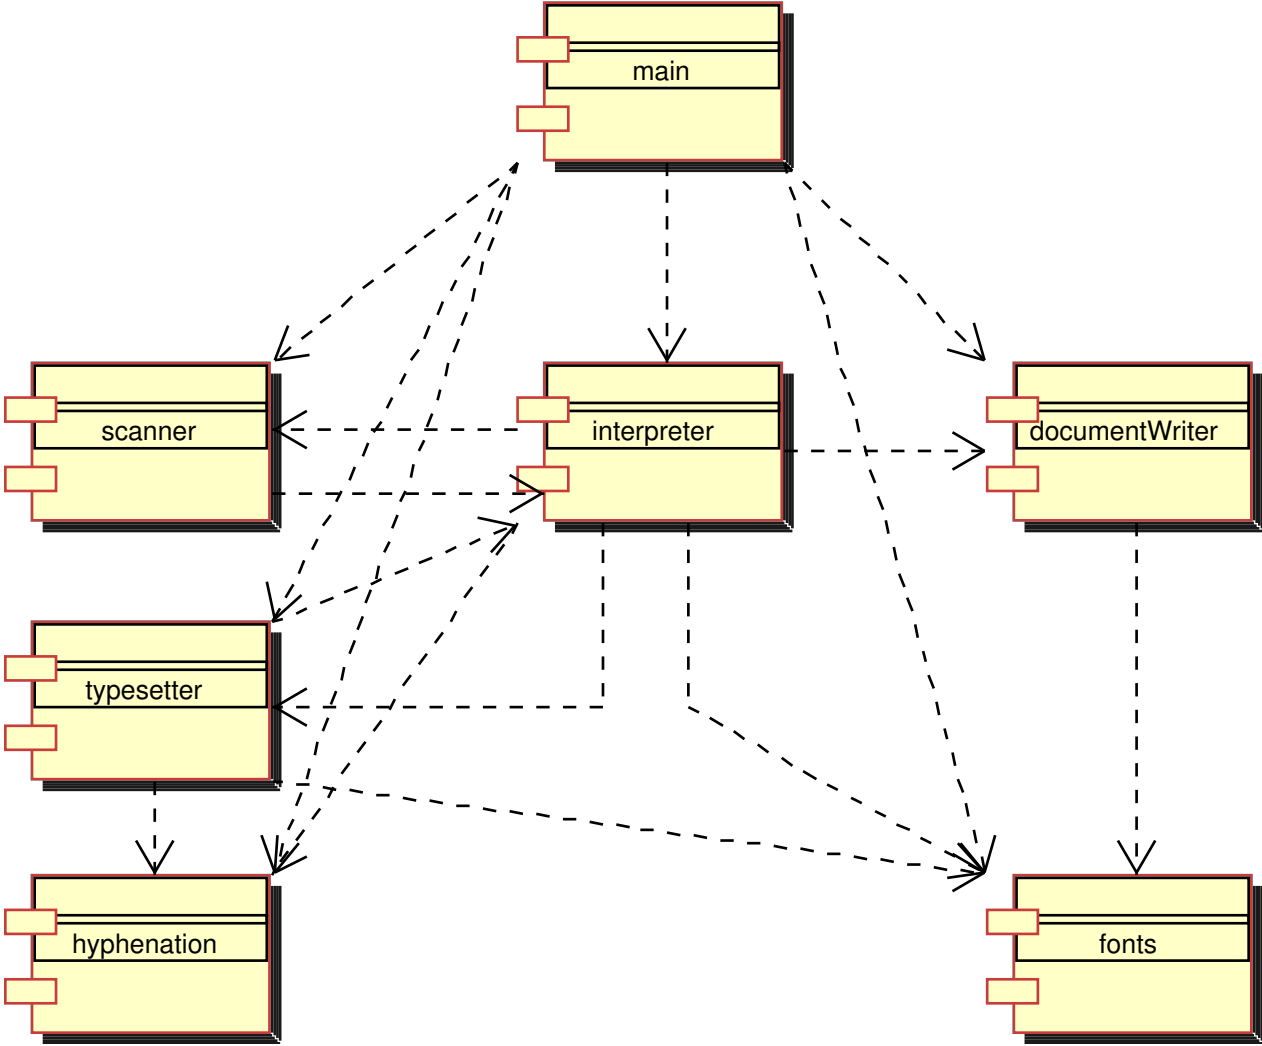 main
scanner
interpreter
documentWriter
typesetter
hyphenation
fonts